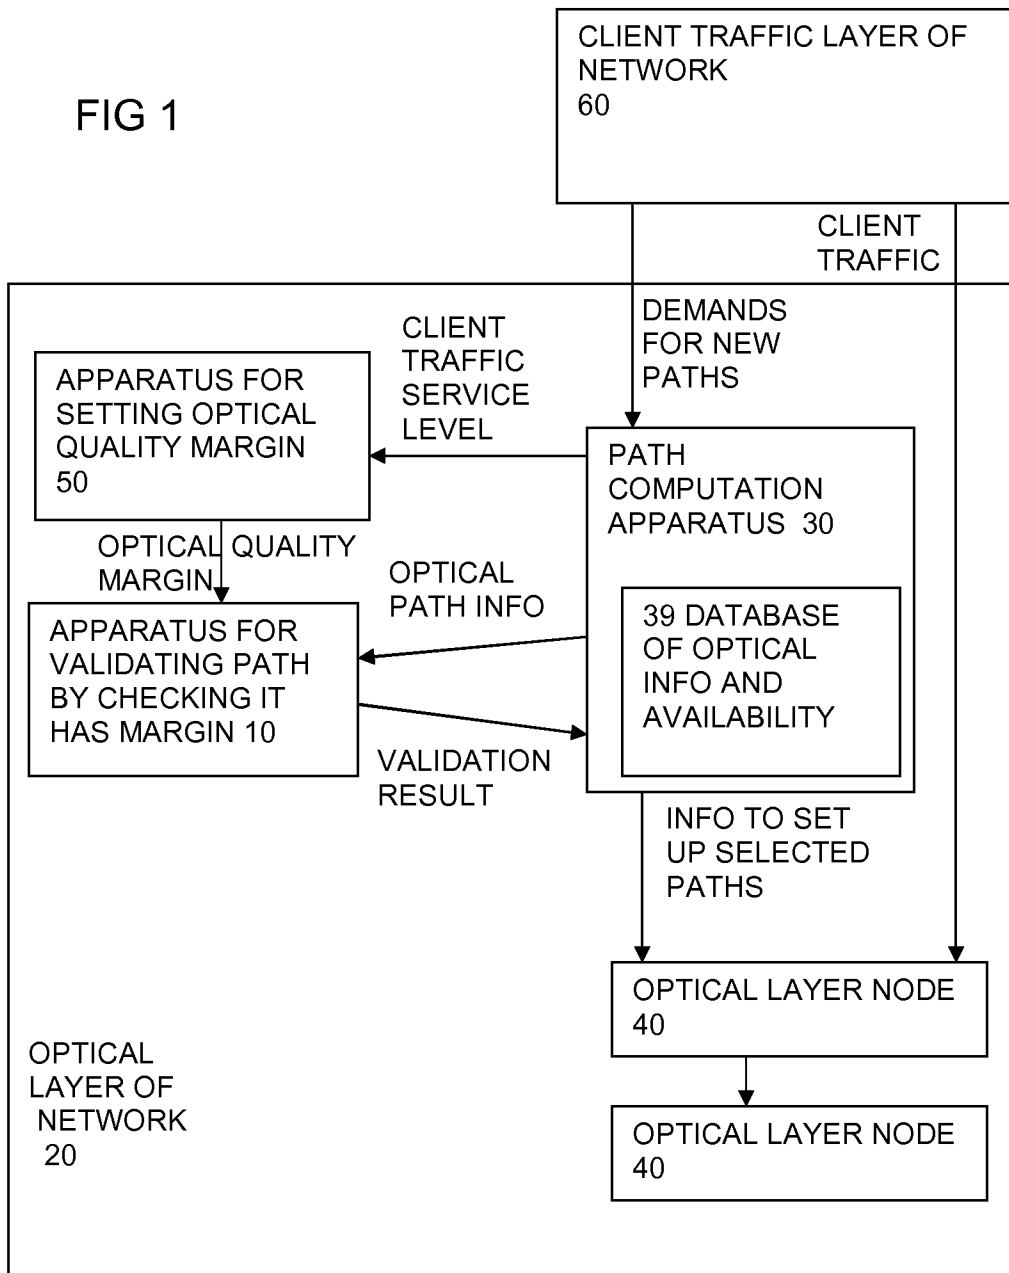 CLIENT TRAFFIC LAYER OF
NETWORK
60
FIG 1
CLIENT
TRAFFIC
DEMANDS
FOR NEW
PATHS
CLIENT
TRAFFIC
SERVICE
LEVEL
APPARATUS FOR
SETTING OPTICAL
QUALITY MARGIN
50
PATH
COMPUTATION
APPARATUS 30
OPTICAL QUALITY
MARGIN
OPTICAL
PATH INFO
39 DATABASE
OF OPTICAL
INFO AND
AVAILABILITY
APPARATUS FOR
VALIDATING PATH
BY CHECKING IT
HAS MARGIN 10
VALIDATION
RESULT
INFO TO SET
UP SELECTED
PATHS
OPTICAL LAYER NODE
40
OPTICAL
LAYER OF
NETWORK
20
OPTICAL LAYER NODE
40